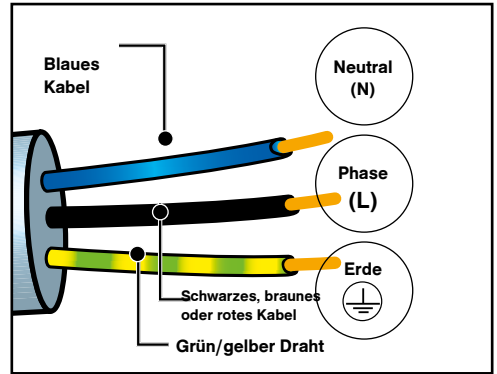 Blaues
Kabel
Neutral
(N)
Phase
(L)
Erde
Schwarzes, braunes
oder rotes Kabel
Grün/gelber Draht